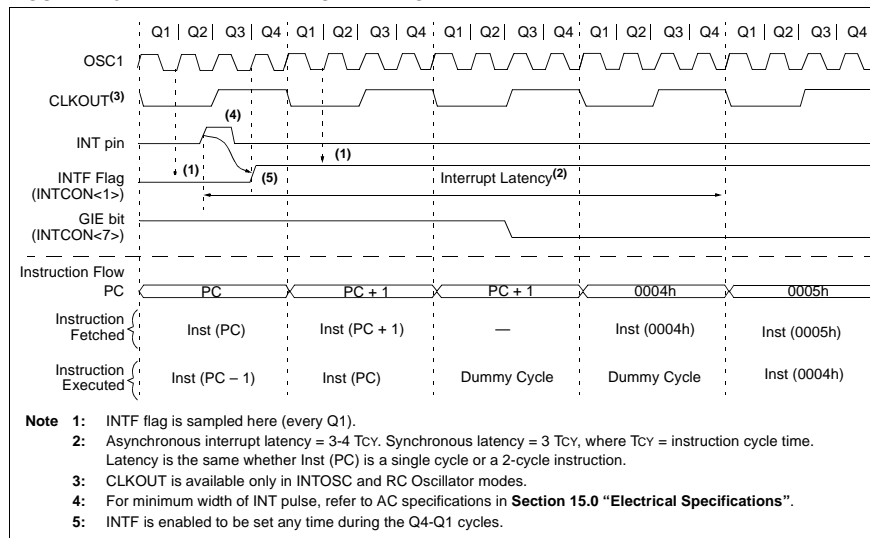 Q1 Q2 Q3 Q4 Q1 Q2 Q3 Q4 Q1 Q2 Q3 Q4 Q1 Q2 Q3 Q4 Q1 Q2 Q3 Q4
OSC1
CLKOUT(3)
(4)
INT pin
(1)
(1)
INTF Flag
(INTCON<1>)
(5)
Interrupt Latency(2)
GIE bit
(INTCON<7>)
Instruction Flow
PC PC PC + 1 PC + 1 0004h 0005h
Instruction
Fetched
Inst (PC) Inst (PC + 1) — Inst (0004h) Inst (0005h)
Instruction
Executed
Inst (PC – 1) Inst (PC) Dummy Cycle Dummy Cycle Inst (0004h)
Note 1: INTF flag is sampled here (every Q1).
2: Asynchronous interrupt latency = 3-4 TCY. Synchronous latency = 3 TCY, where TCY = instruction cycle time.
Latency is the same whether Inst (PC) is a single cycle or a 2-cycle instruction.
3: CLKOUT is available only in INTOSC and RC Oscillator modes.
4: For minimum width of INT pulse, refer to AC specifications in Section 15.0 “Electrical Specifications”.
5: INTF is enabled to be set any time during the Q4-Q1 cycles.